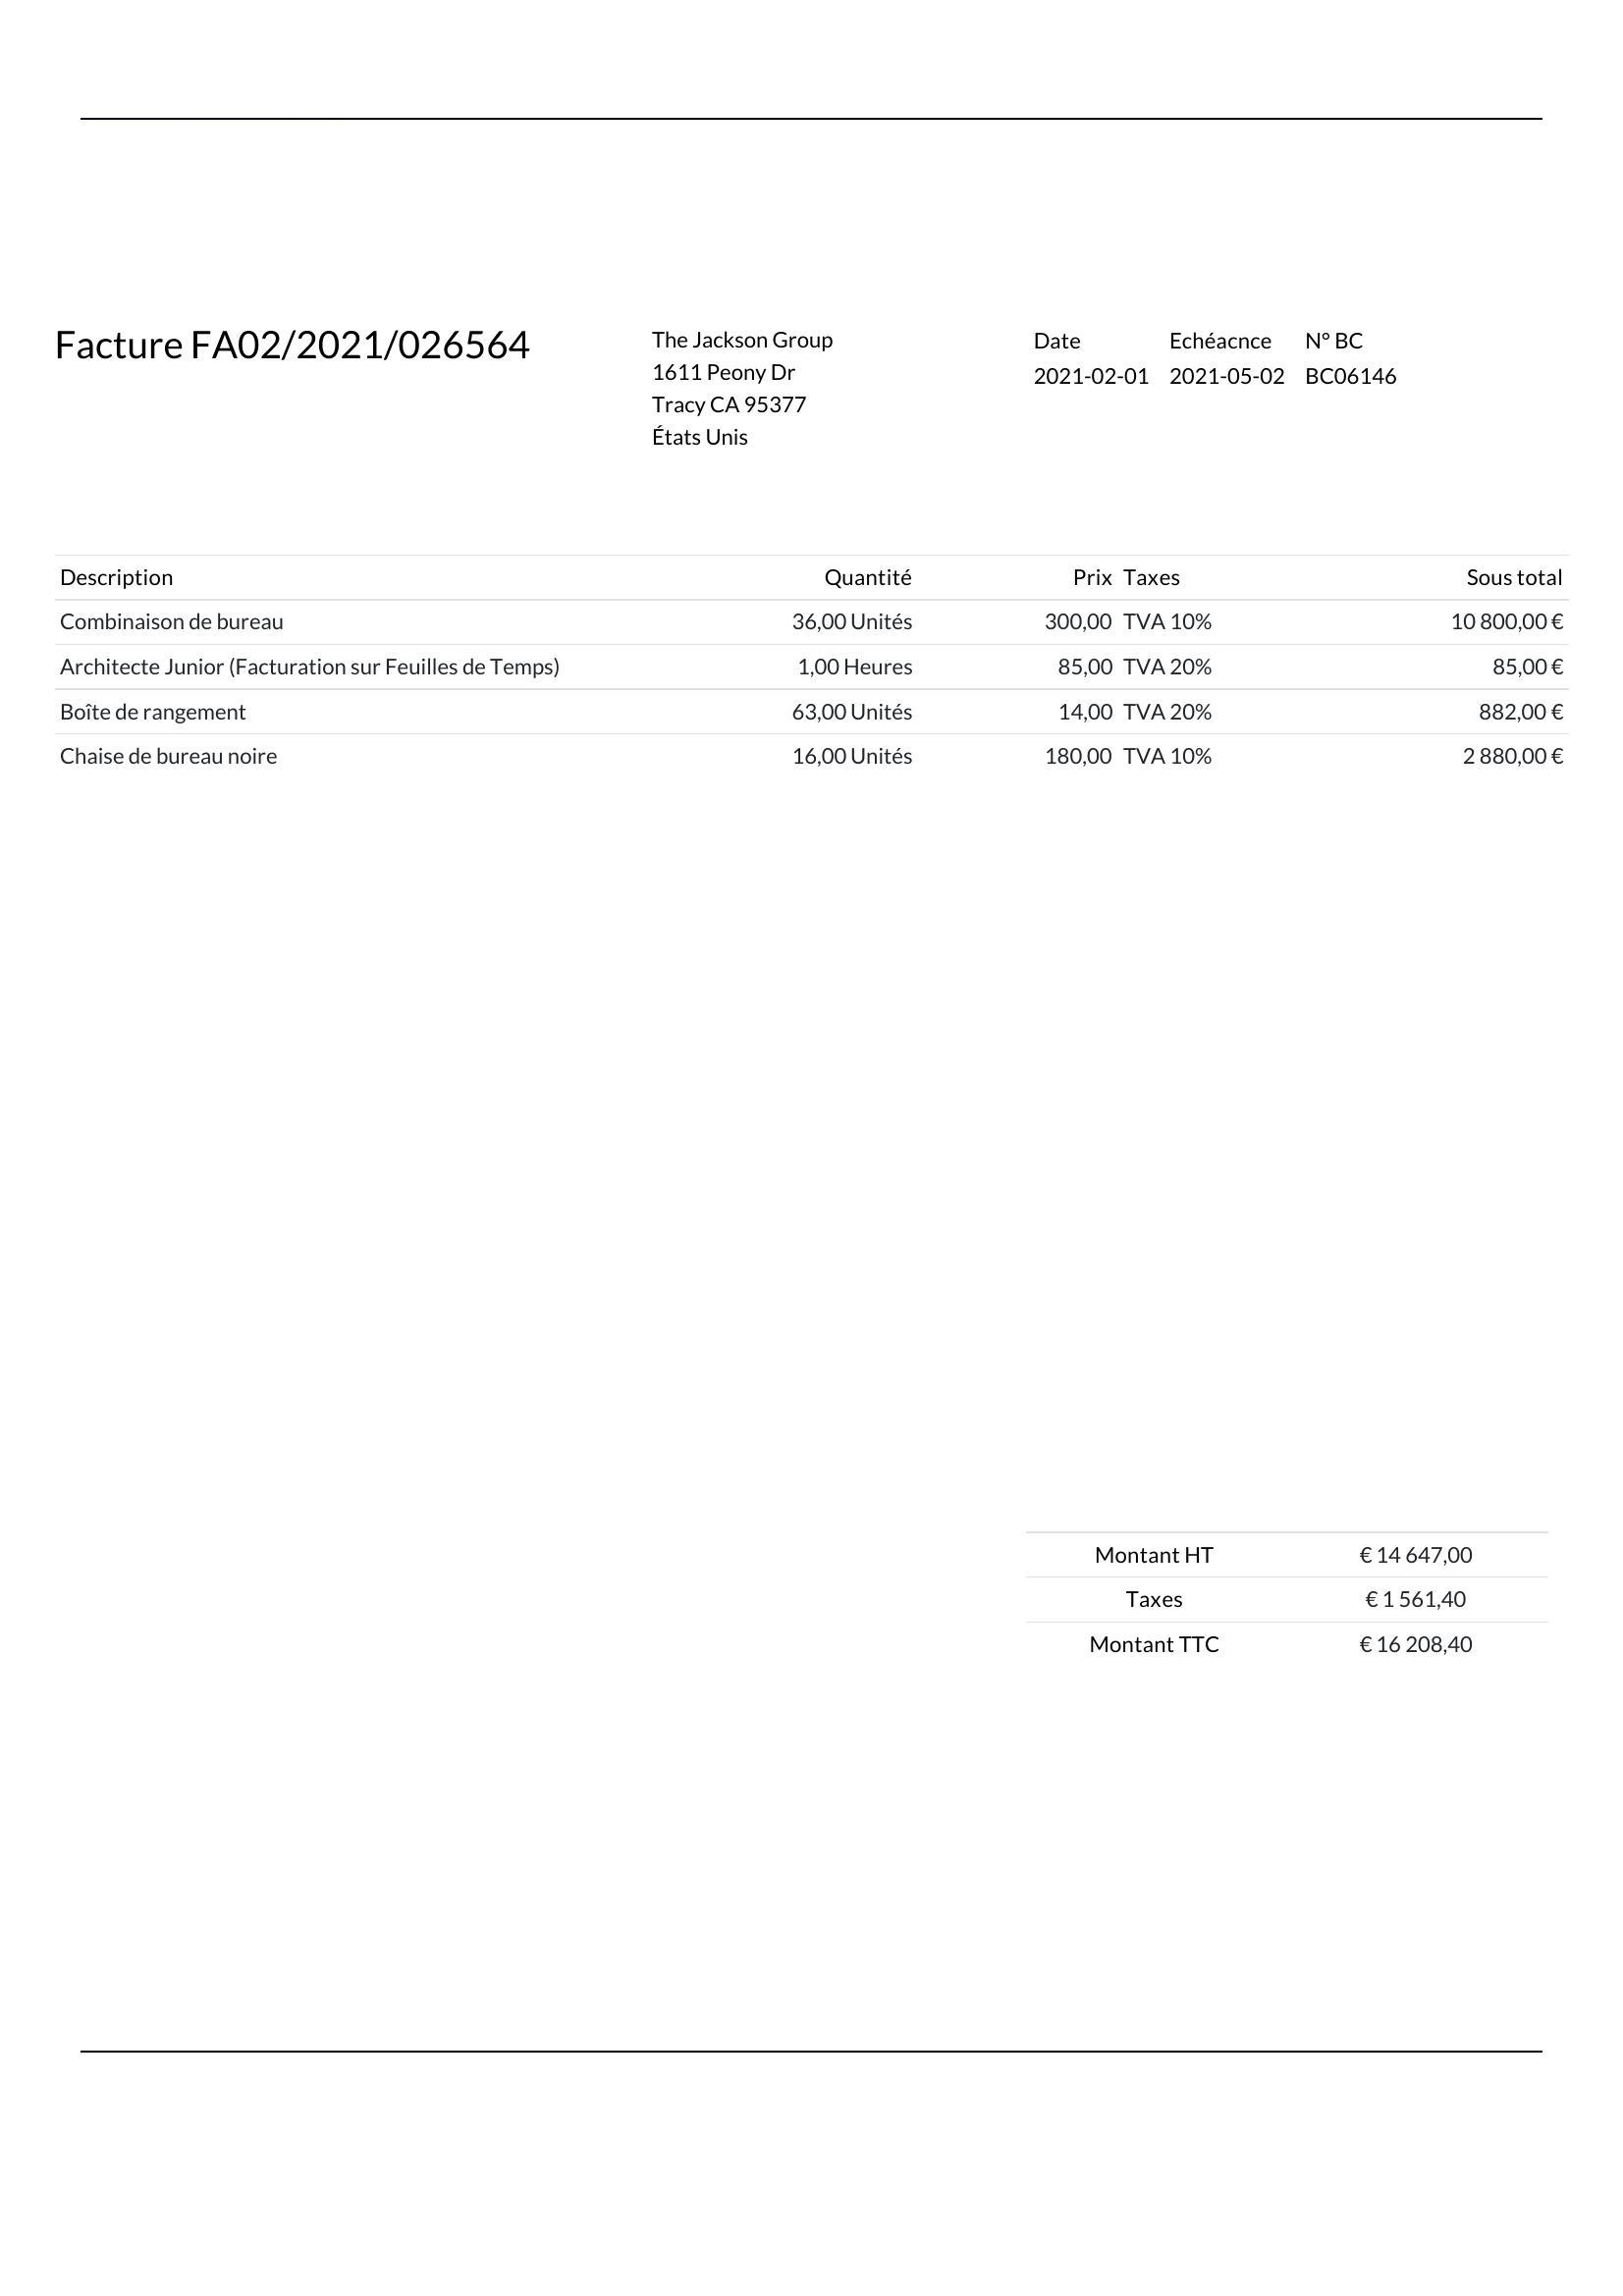 Facture FA02/2021/026564
The Jackson Group
1611 Peony Dr
Tracy CA 95377
États Unis
Date Echéacnce N° BC
2021-02-01 2021-05-02 BC06146
Description Quantité Prix Taxes Sous total
Combinaison de bureau 36,00 Unités 300,00 TVA 10% 10 800,00 €
Architecte Junior (Facturation sur Feuilles de Temps) 1,00 Heures 85,00 TVA 20% 85,00 €
Boîte de rangement 63,00 Unités 14,00 TVA 20% 882,00 €
Chaise de bureau noire 16,00 Unités 180,00 TVA 10% 2 880,00 €
Montant HT € 14 647,00
Taxes € 1 561,40
Montant TTC € 16 208,40